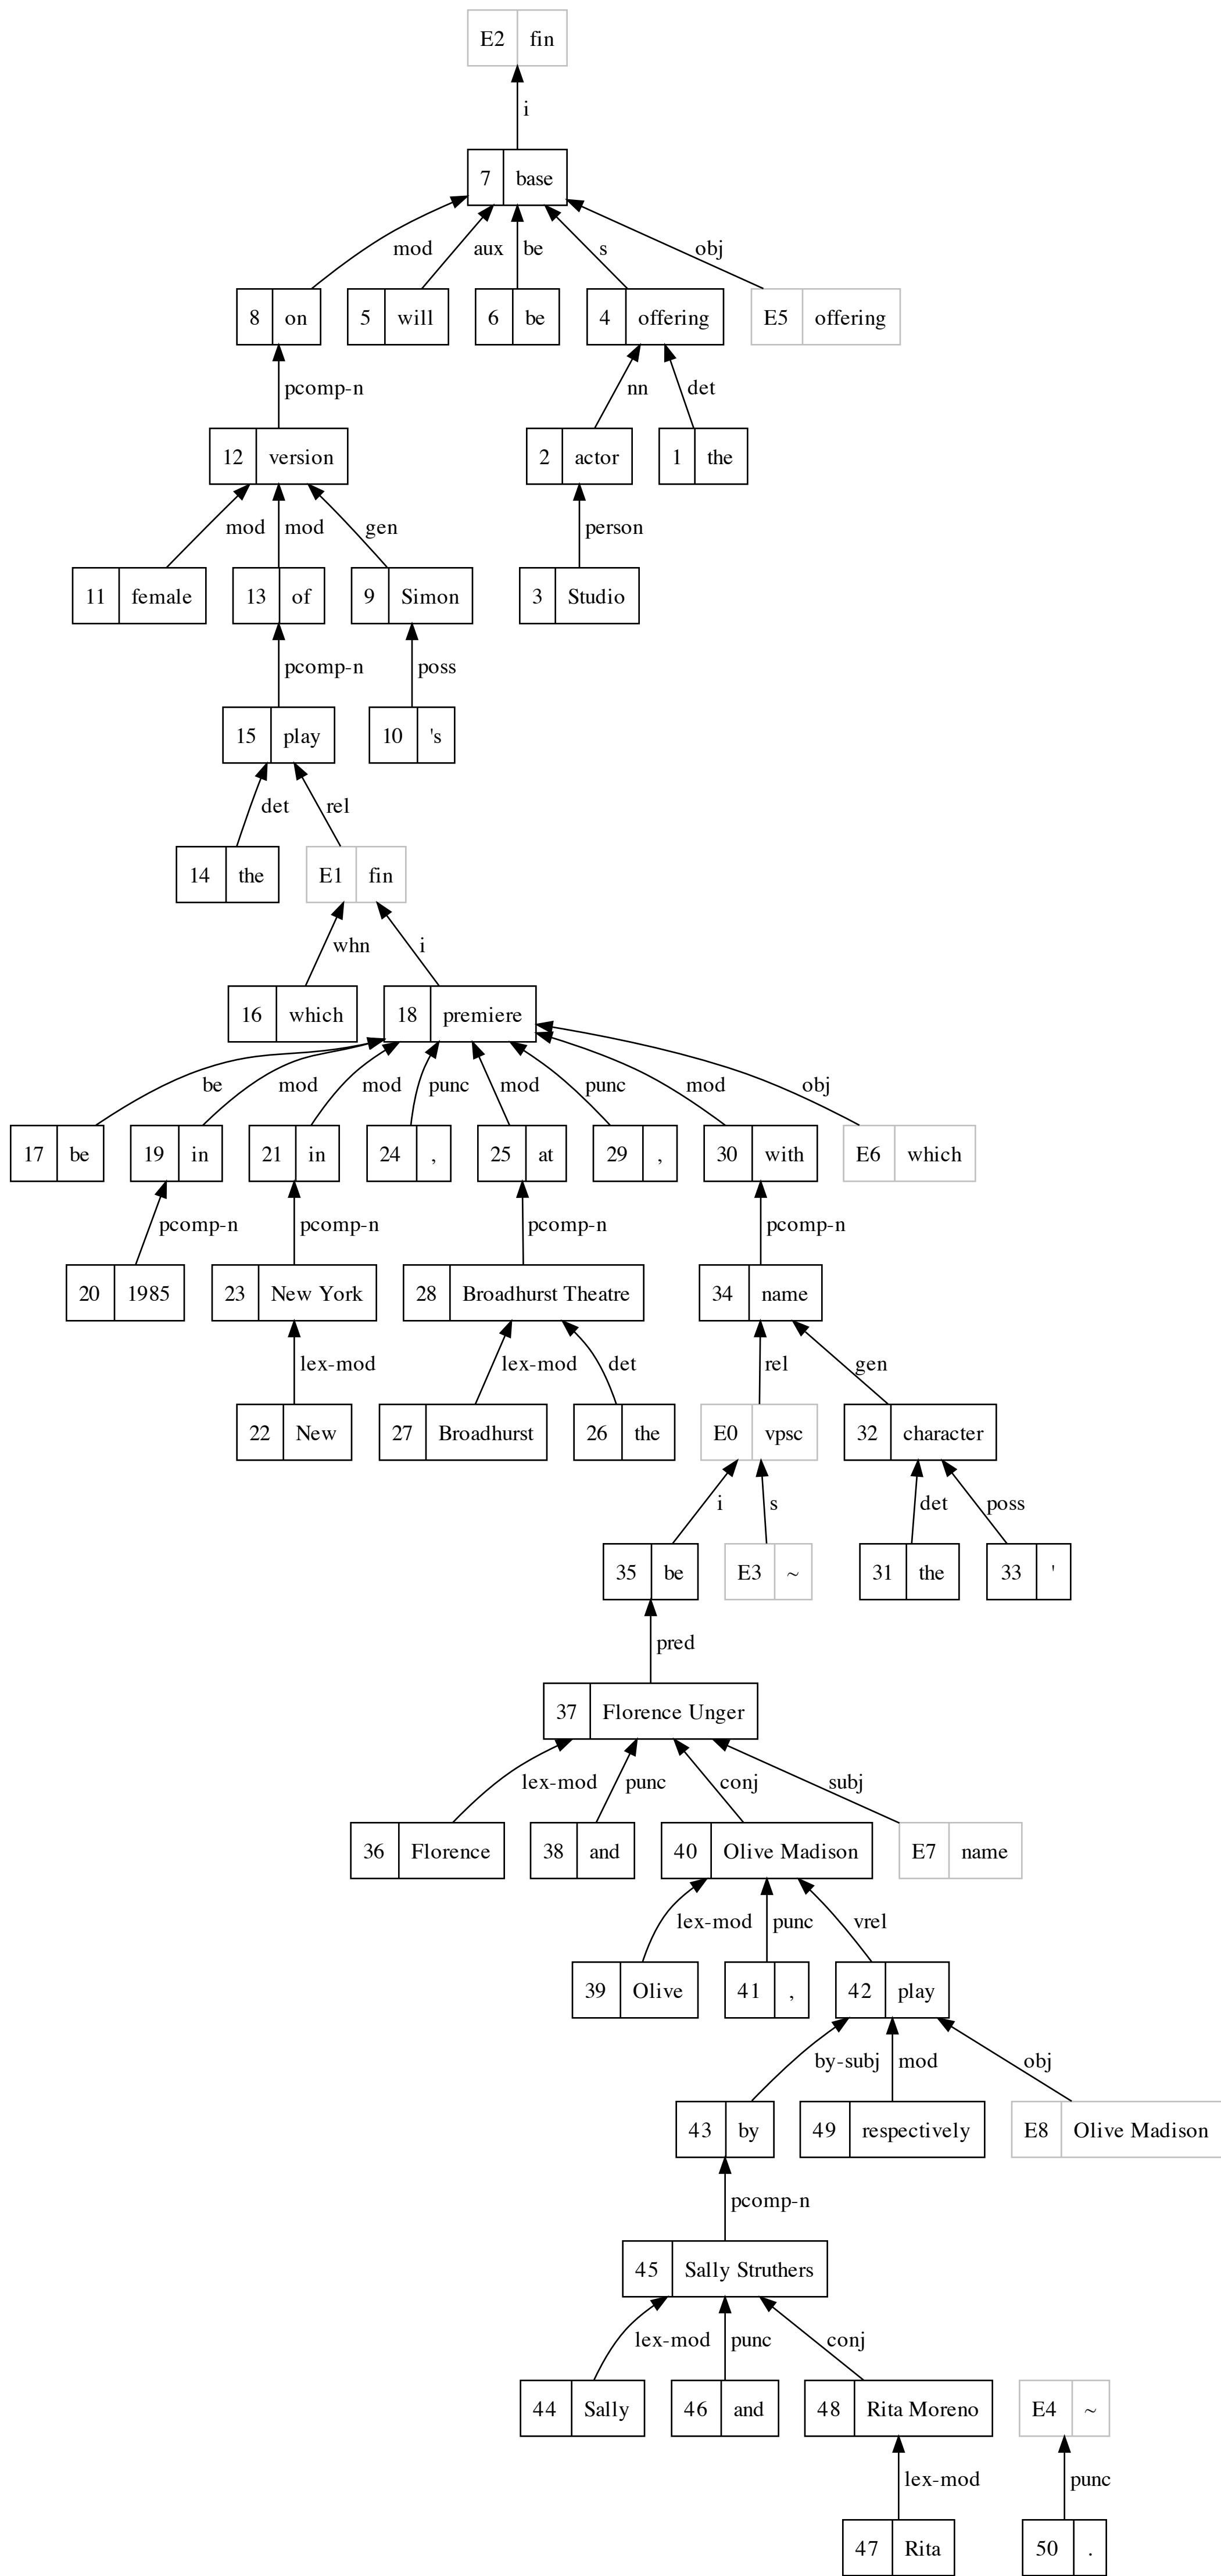 E2 fin
i
7 base
mod aux be s obj
8 on 5 will 6 be 4 offering E5 offering
pcomp-n nn det
12 version 2 actor 1 the
mod mod gen person
11 female 13 of 9 Simon 3 Studio
pcomp-n poss
15 play 10 's
det rel
14 the E1 fin
whn i
16 which 18 premiere
be mod mod punc mod punc mod obj
17 be 19 in 21 in 24 , 25 at 29 , 30 with E6 which
pcomp-n pcomp-n pcomp-n pcomp-n
20 1985 23 New York 28 Broadhurst Theatre 34 name
lex-mod lex-mod det rel gen
22 New 27 Broadhurst 26 the E0 vpsc 32 character
i s det poss
35 be E3 ~ 31 the 33 '
pred
37 Florence Unger
lex-mod punc conj subj
36 Florence 38 and 40 Olive Madison E7 name
lex-mod punc vrel
39 Olive 41 , 42 play
by-subj mod obj
43 by 49 respectively E8 Olive Madison
pcomp-n
45 Sally Struthers
lex-mod punc conj
44 Sally 46 and 48 Rita Moreno E4 ~
lex-mod punc
47 Rita 50 .